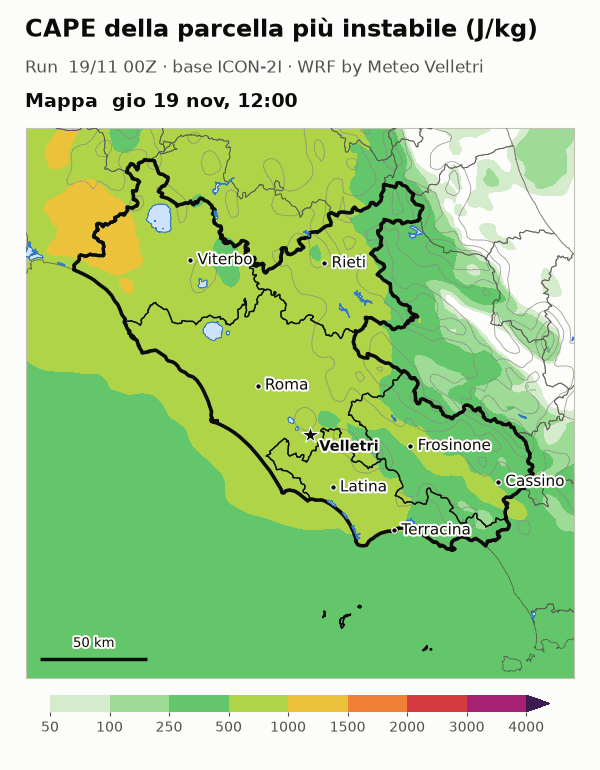 CAPE della parcella più instabile (J/kg)
Run  19/11 00Z · base ICON-2I · WRF by Meteo Velletri
Mappa  gio 19 nov, 12:00
Viterbo
Rieti
Roma
Velletri
Frosinone
Cassino
Latina
Terracina
50 km
50 100 250 500 1000 1500 2000 3000 4000